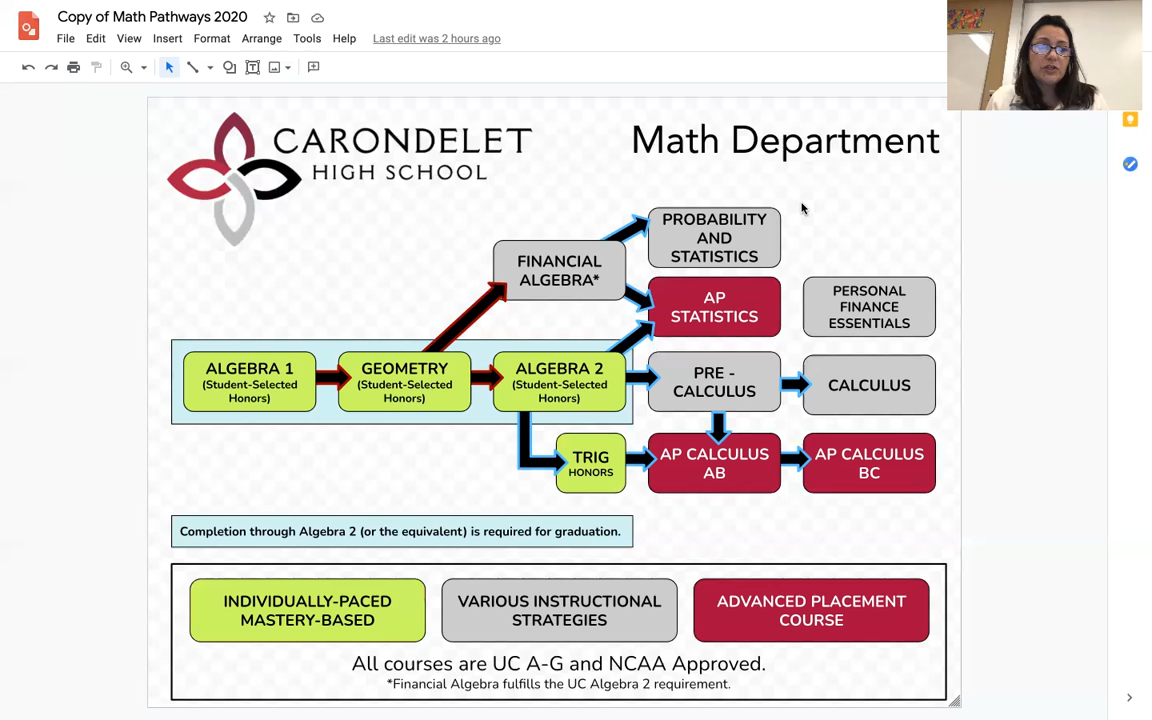 Copy of Math Pathways 2020
File Edit View Insert Format Arrange Tools Help Last edit was 2 hours ago
CARONDELET
HIGH SCHOOL
Math Department
PROBABILITY
AND
STATISTICS
FINANCIAL
ALGEBRA*
AP
STATISTICS
PERSONAL
FINANCE
ESSENTIALS
ALGEBRA 1
(Student-Selected
Honors)
GEOMETRY
(Student-Selected
Honors)
ALGEBRA 2
(Student-Selected
Honors)
PRE -
CALCULUS
CALCULUS
TRIG
HONORS
AP CALCULUS
AB
AP CALCULUS
BC
Completion through Algebra 2 (or the equivalent) is required for graduation.
INDIVIDUALLY-PACED
MASTERY-BASED
VARIOUS INSTRUCTIONAL
STRATEGIES
ADVANCED PLACEMENT
COURSE
All courses are UC A-G and NCAA Approved.
*Financial Algebra fulfills the UC Algebra 2 requirement.